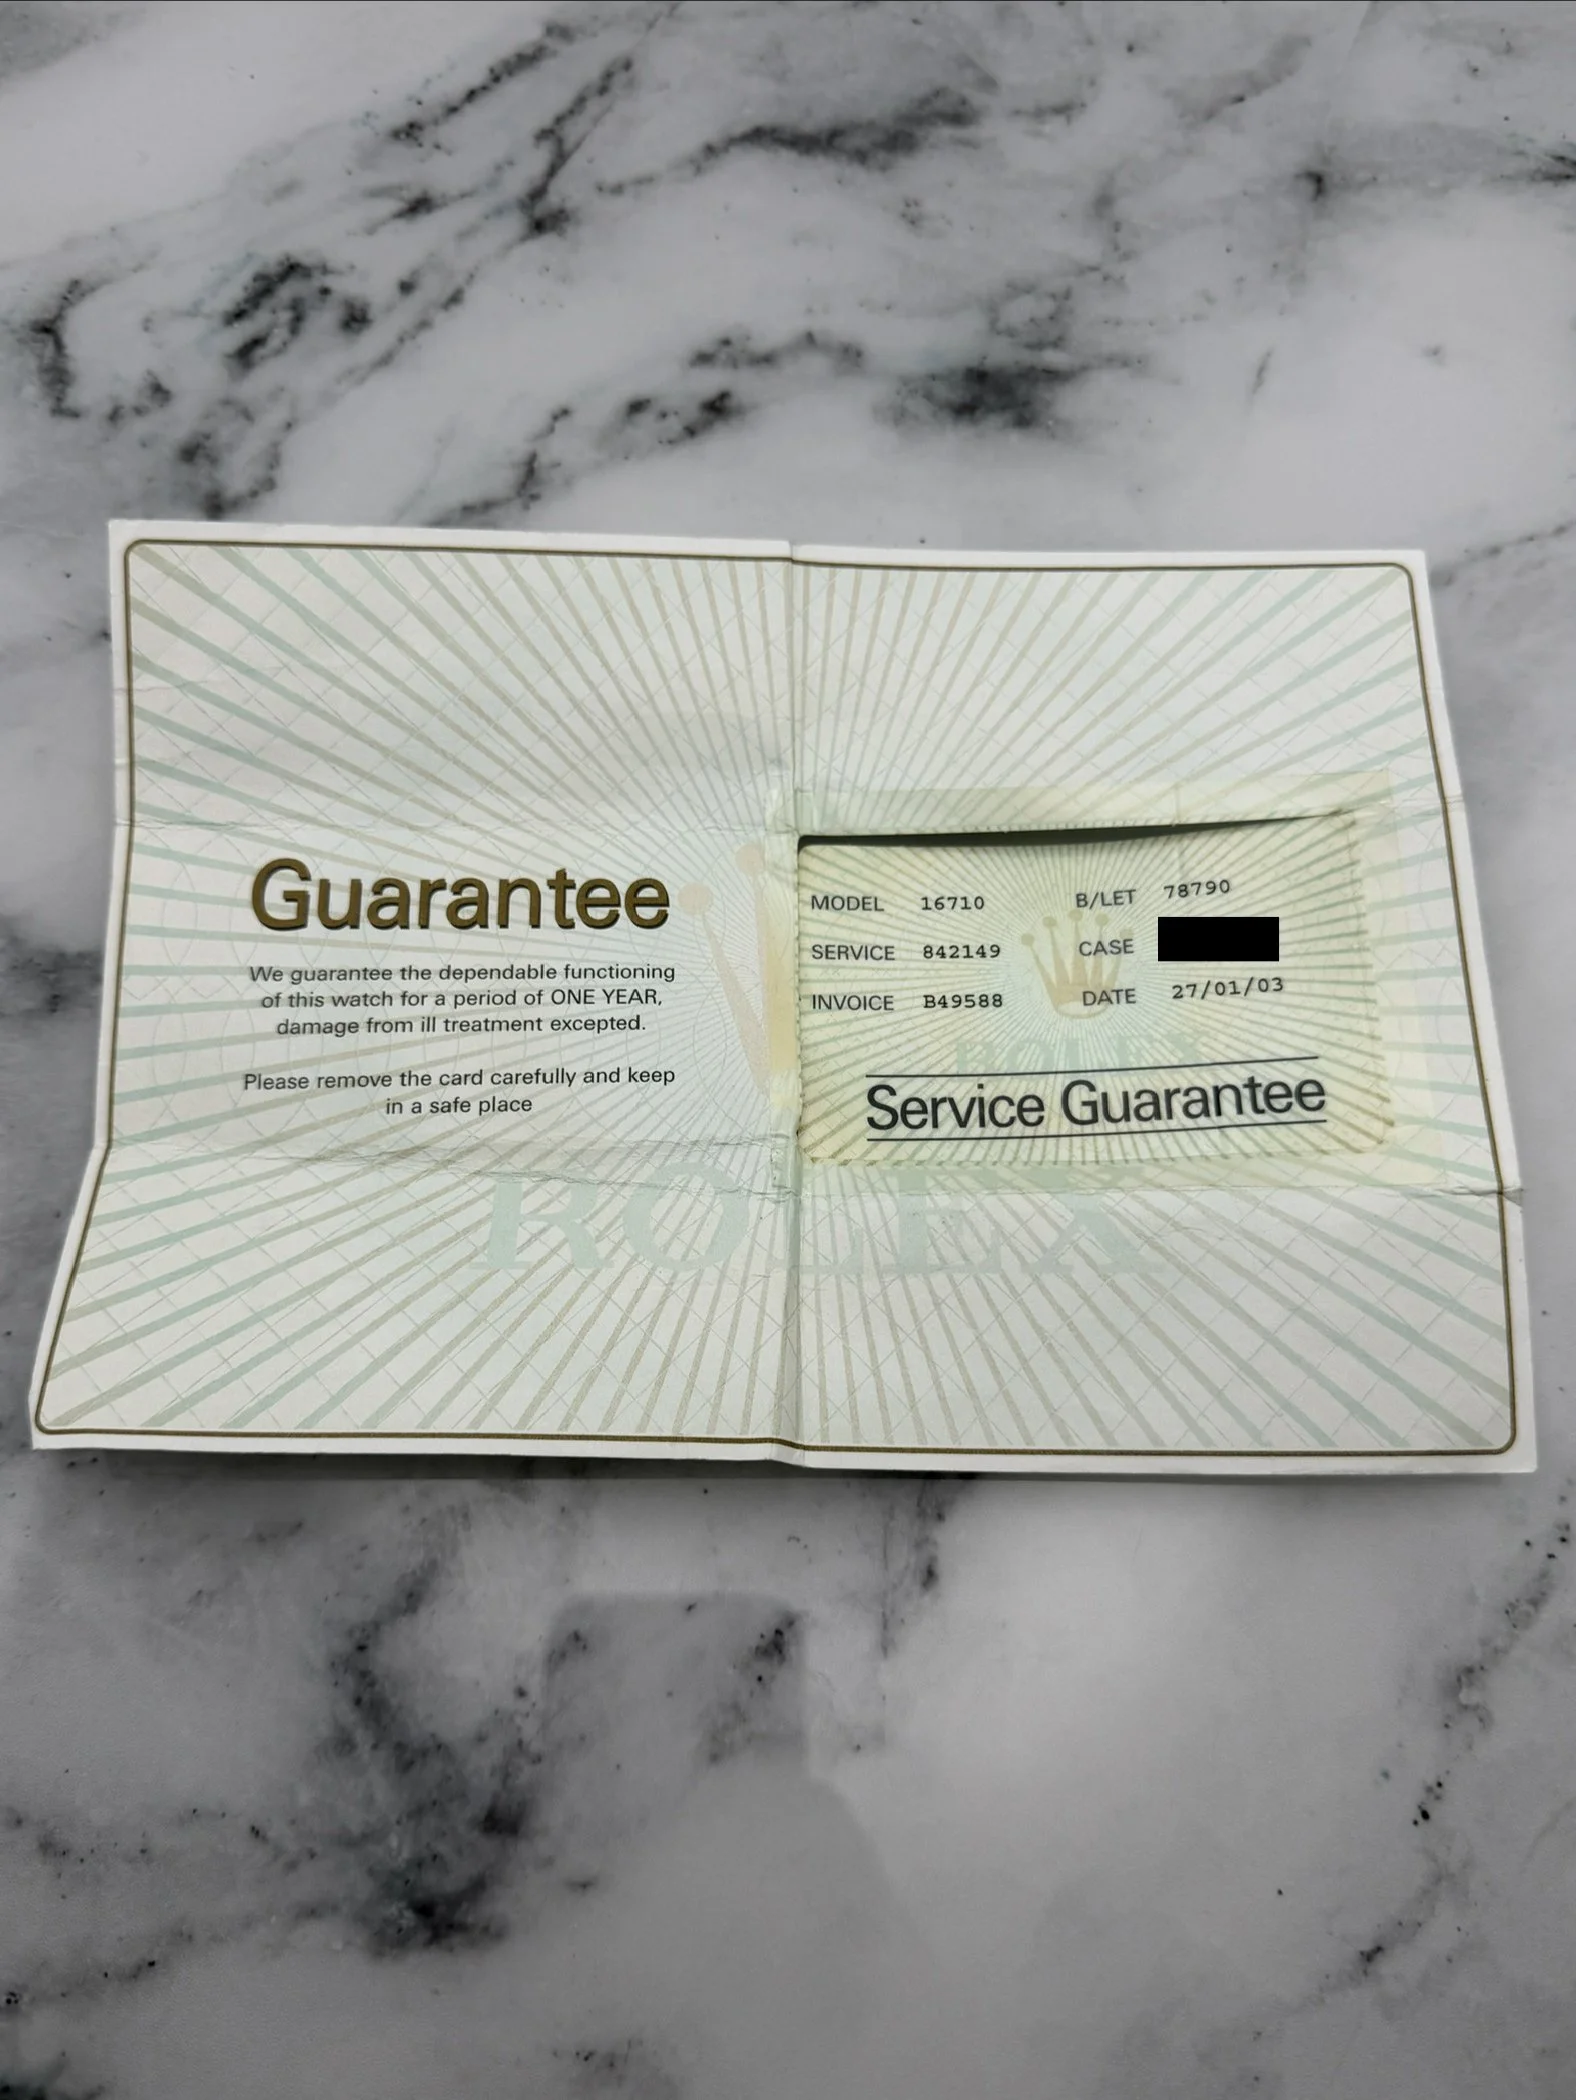 Guarantee
We guarantee the dependable functioning
of this watch for a period of ONE YEAR,
damage from ill treatment excepted.
Please remove the card carefully and keep
in a safe place
MODEL 16710 B/LET 78790
SERVICE 842149 CASE
INVOICE B49588 DATE 27/01/03
ROLEX
Service Guarantee
ROLEX